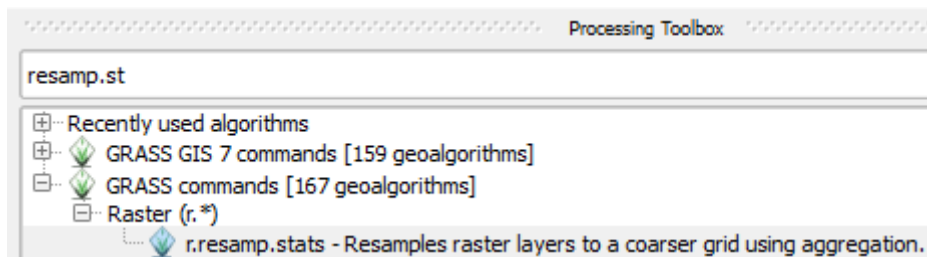 Processing Toolbox
resamp.st
Recently used algorithms
GRASS GIS 7 commands [159 geoalgorithms]
GRASS commands [167 geoalgorithms]
Raster (r.*)
r.resamp.stats - Resamples raster layers to a coarser grid using aggregation.